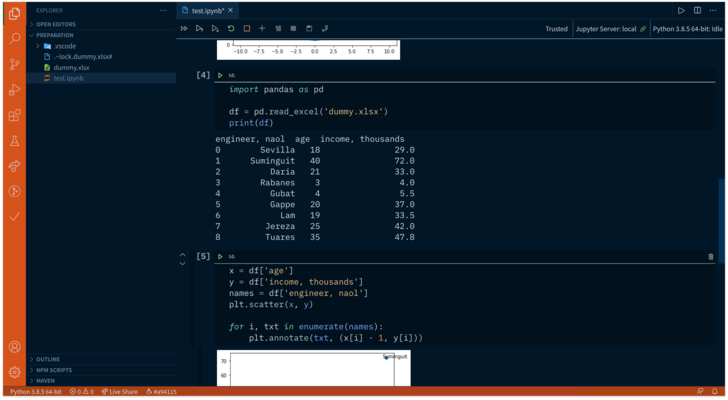 EXPLORER
···
test.ipynb*
OPEN EDITORS
PREPARATION
.vscode
.~lock.dummy.xlsx#
dummy.xlsx
test.ipynb
Trusted
Jupyter Server: local
Python 3.8.5 64-bit: Idle
0
-10.0 -7.5 -5.0 -2.5 0.0 2.5 5.0 7.5 10.0
[4]
import pandas as pd
df = pd.read_excel('dummy.xlsx')
print(df)
engineer, naol  age  income, thousands
0 Sevilla 18 29.0
1 Suminguit 40 72.0
2 Daria 21 33.0
3 Rabanes 3 4.0
4 Gubat 4 5.5
5 Gappe 20 37.0
6 Lam 19 33.5
7 Jereza 25 42.0
8 Tuares 35 47.8
[5]
x = df['age']
y = df['income, thousands']
names = df['engineer, naol']
plt.scatter(x, y)
for i, txt in enumerate(names):
    plt.annotate(txt, (x[i] - 1, y[i]))
70
Suminguit
60
OUTLINE
NPM SCRIPTS
MAVEN
Python 3.8.5 64-bit
0
0
Live Share
#a94115